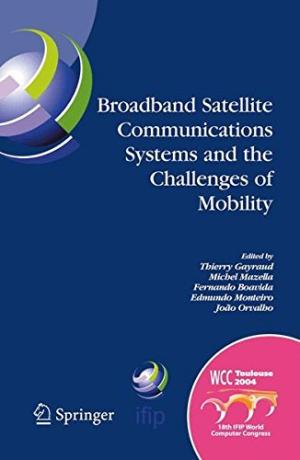 Broadband Satellite
Communications
Systems and the
Challenges of
Mobility
Edited by
Thierry Gayraud
Michel Mazella
Fernando Boavida
Edmundo Monteiro
João Orvalho
Springer
ifip
WCC Toulouse
2004
18th IFIP World
Computer Congress